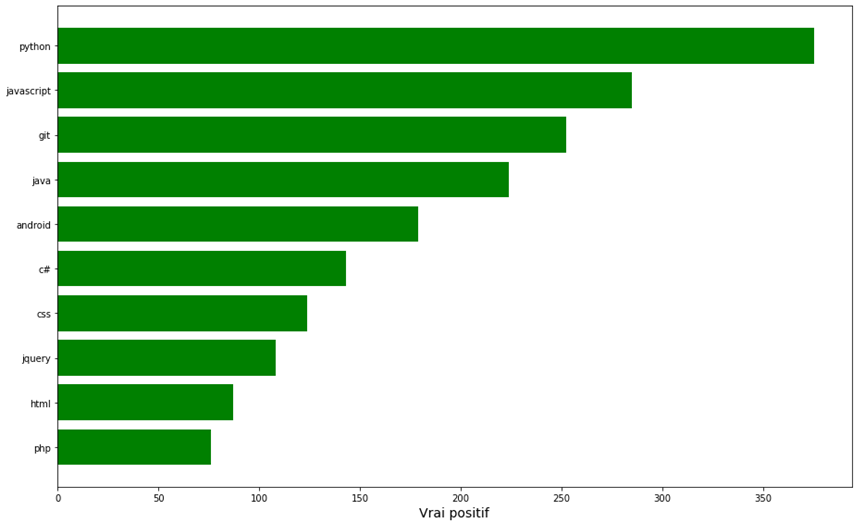 python
javascript
git
java
android
c#
css
jquery
html
php
0 50 100 150 200 250 300 350
Vrai positif